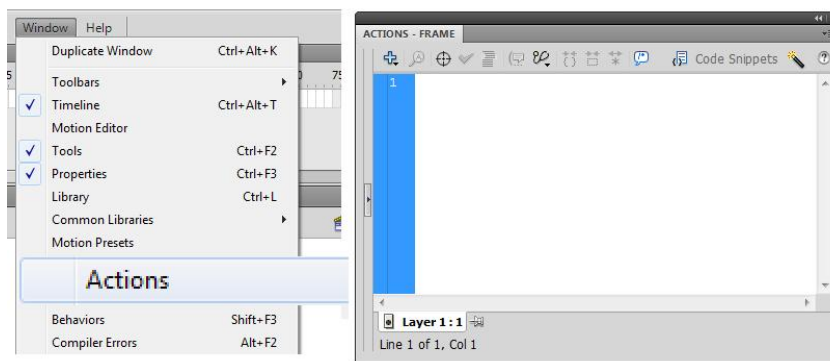 Window Help
Duplicate Window Ctrl+Alt+K
Toolbars
Timeline Ctrl+Alt+T
Motion Editor
Tools Ctrl+F2
Properties Ctrl+F3
Library Ctrl+L
Common Libraries
Motion Presets
Actions
Behaviors Shift+F3
Compiler Errors Alt+F2
5
75
ACTIONS - FRAME
Code Snippets
1
Layer 1:1
Line 1 of 1, Col 1